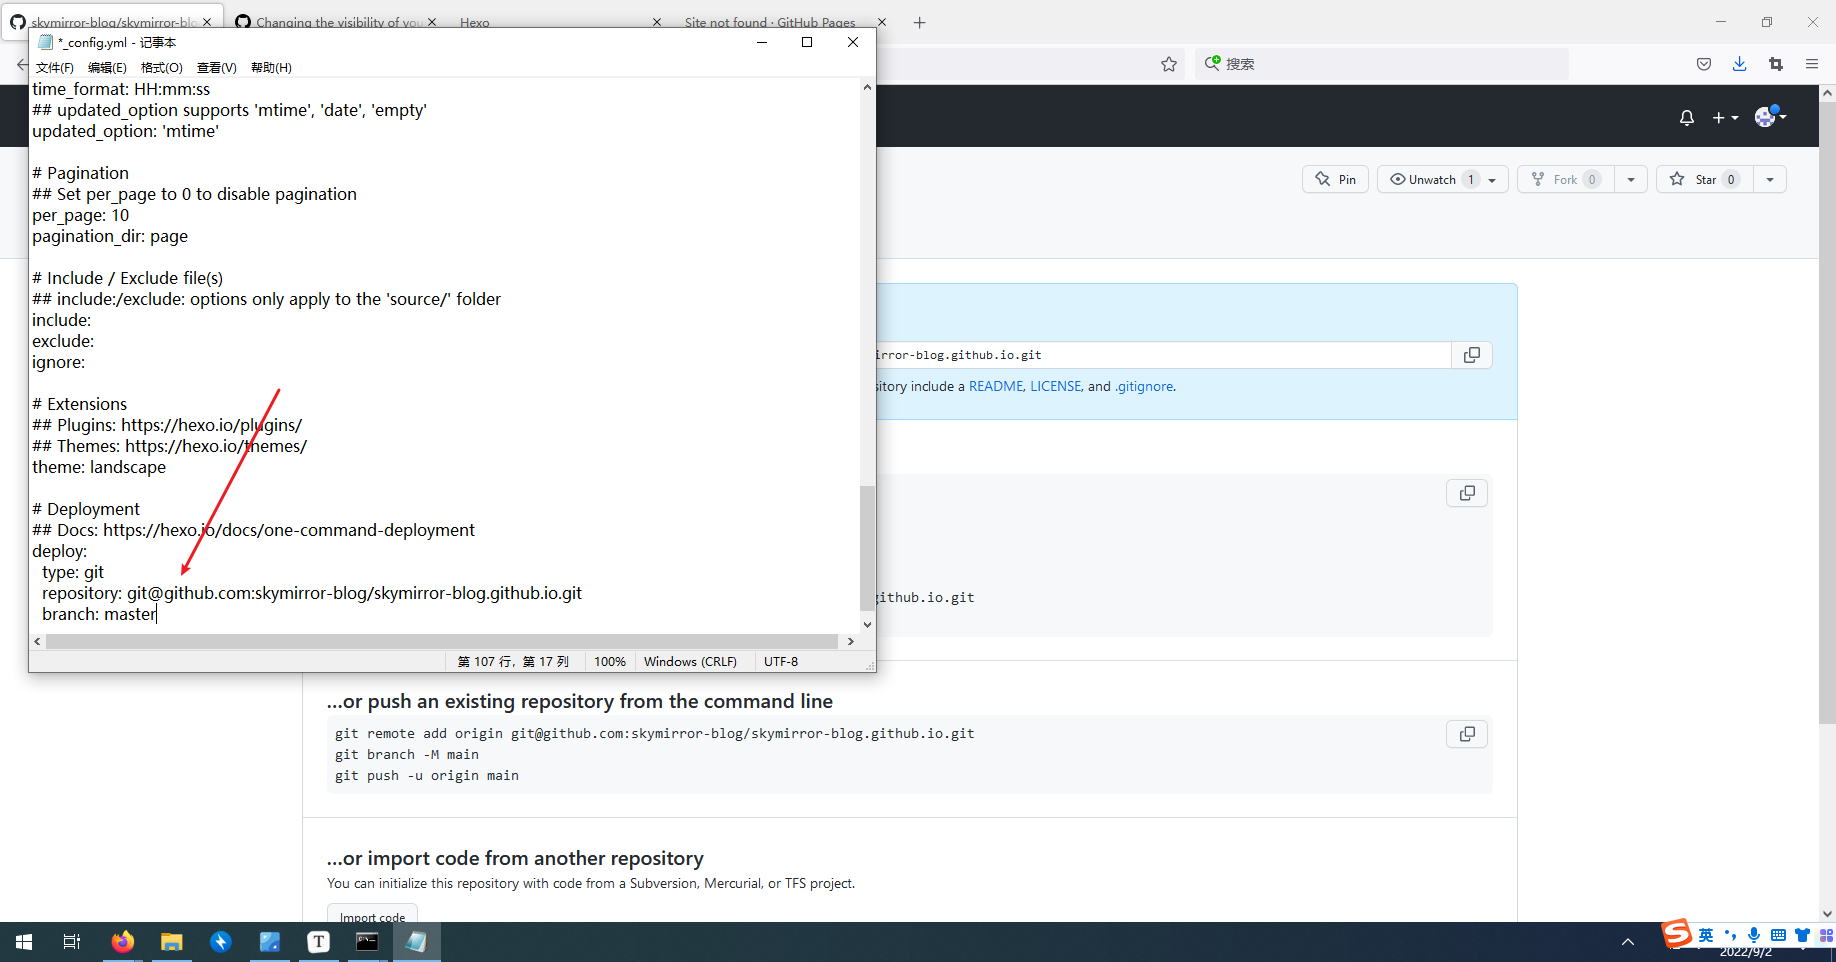 skymirror-blog/skymirror-blo
Changing the visibility of you
Hexo
Site not found · GitHub Pages
*_config.yml - 记事本
文件(F) 编辑(E) 格式(O) 查看(V) 帮助(H)
搜索
time_format: HH:mm:ss
## updated_option supports 'mtime', 'date', 'empty'
updated_option: 'mtime'
# Pagination
## Set per_page to 0 to disable pagination
per_page: 10
pagination_dir: page
# Include / Exclude file(s)
## include:/exclude: options only apply to the 'source/' folder
include:
exclude:
ignore:
# Extensions
## Plugins: https://hexo.io/plugins/
## Themes: https://hexo.io/themes/
theme: landscape
# Deployment
## Docs: https://hexo.io/docs/one-command-deployment
deploy:
type: git
repository: git@github.com:skymirror-blog/skymirror-blog.github.io.git
branch: master
第 107 行，第 17 列 100% Windows (CRLF) UTF-8
Pin
Unwatch 1
Fork 0
Star 0
irror-blog.github.io.git
sitory include a README, LICENSE, and .gitignore.
github.io.git
...or push an existing repository from the command line
git remote add origin git@github.com:skymirror-blog/skymirror-blog.github.io.git
git branch -M main
git push -u origin main
...or import code from another repository
You can initialize this repository with code from a Subversion, Mercurial, or TFS project.
Import code
T
S 英
2022/9/2